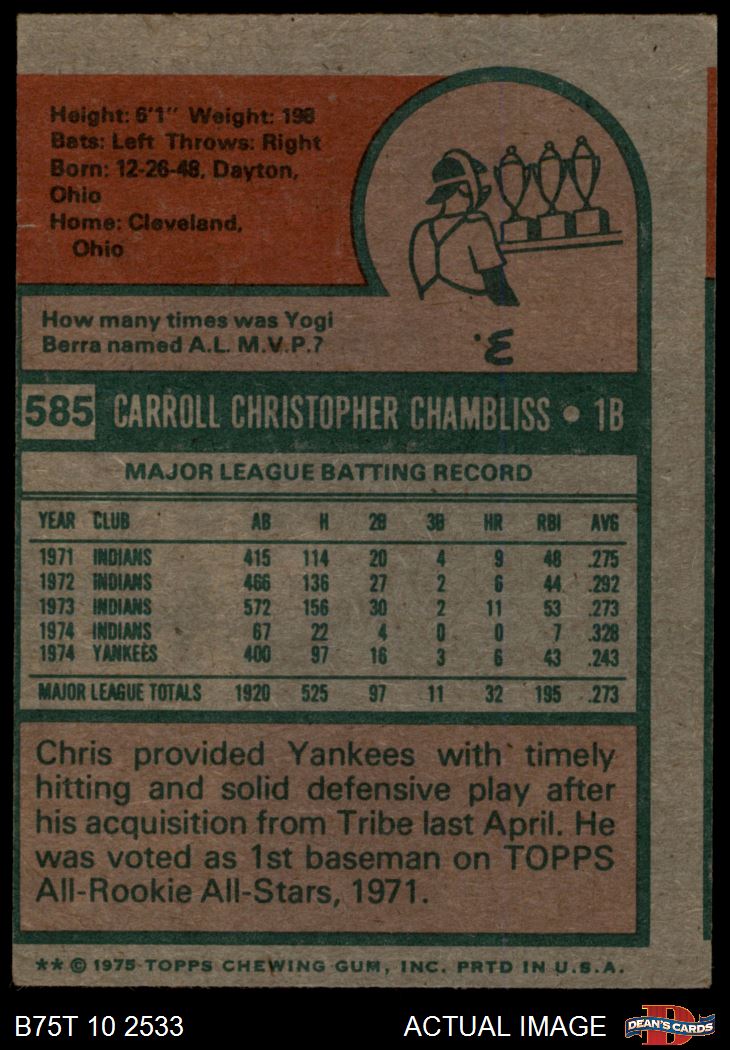 Height: 6'1" Weight: 198
Bats: Left Throws: Right
Born: 12-26-48, Dayton,
Ohio
Home: Cleveland,
Ohio
How many times was Yogi
Berra named A.L. M.V.P.?
3.
585 CARROLL CHRISTOPHER CHAMBLISS • 1B
MAJOR LEAGUE BATTING RECORD
YEAR CLUB AB H 2B 3B HR RBI AVG
1971 INDIANS 415 114 20 4 9 48 .275
1972 INDIANS 466 136 27 2 6 44 .292
1973 INDIANS 572 156 30 2 11 53 .273
1974 INDIANS 67 22 4 0 0 7 .328
1974 YANKEES 400 97 16 3 6 43 .243
MAJOR LEAGUE TOTALS 1920 525 97 11 32 195 .273
Chris provided Yankees with timely
hitting and solid defensive play after
his acquisition from Tribe last April. He
was voted as 1st baseman on TOPPS
All-Rookie All-Stars, 1971.
** © 1975 TOPPS CHEWING GUM, INC. PRTD IN U.S.A.
B75T 10 2533 ACTUAL IMAGE D DEAN'S CARDS